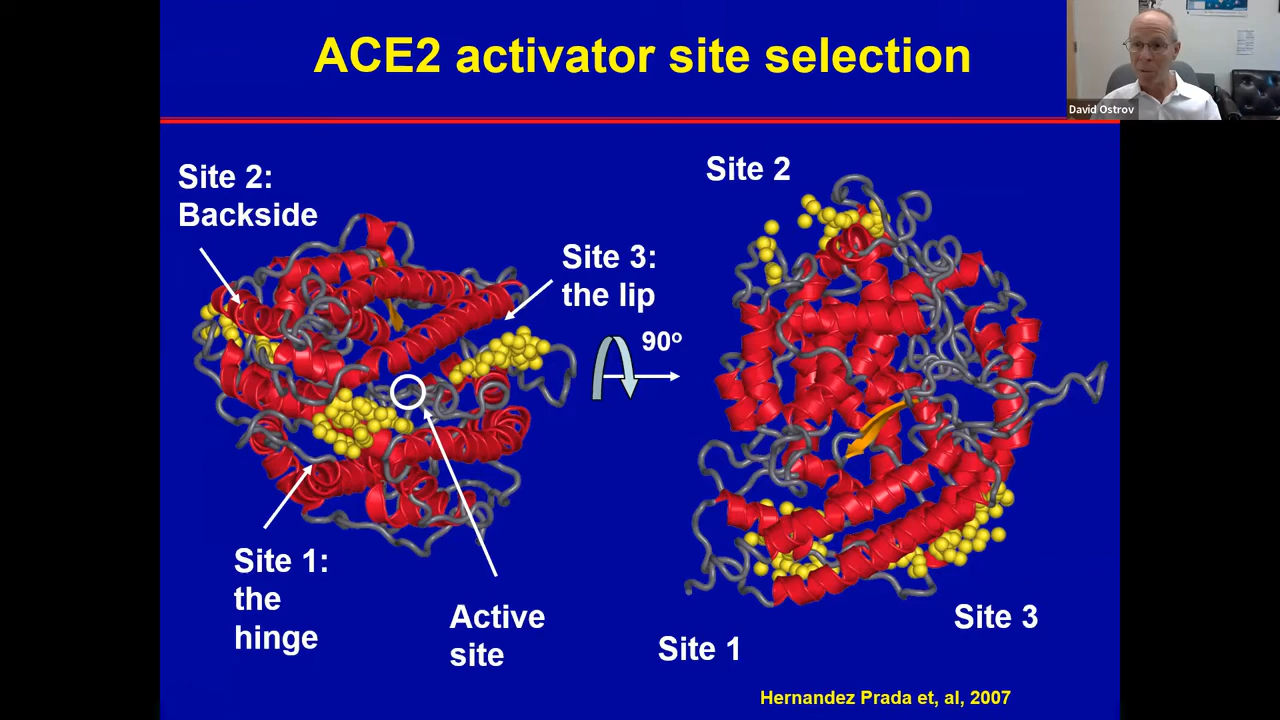 ACE2 activator site selection
David Ostrov
Site 2:
Backside
Site 3:
the lip
Site 1:
the
hinge
Active
site
90º
Site 2
Site 1
Site 3
Hernandez Prada et, al, 2007